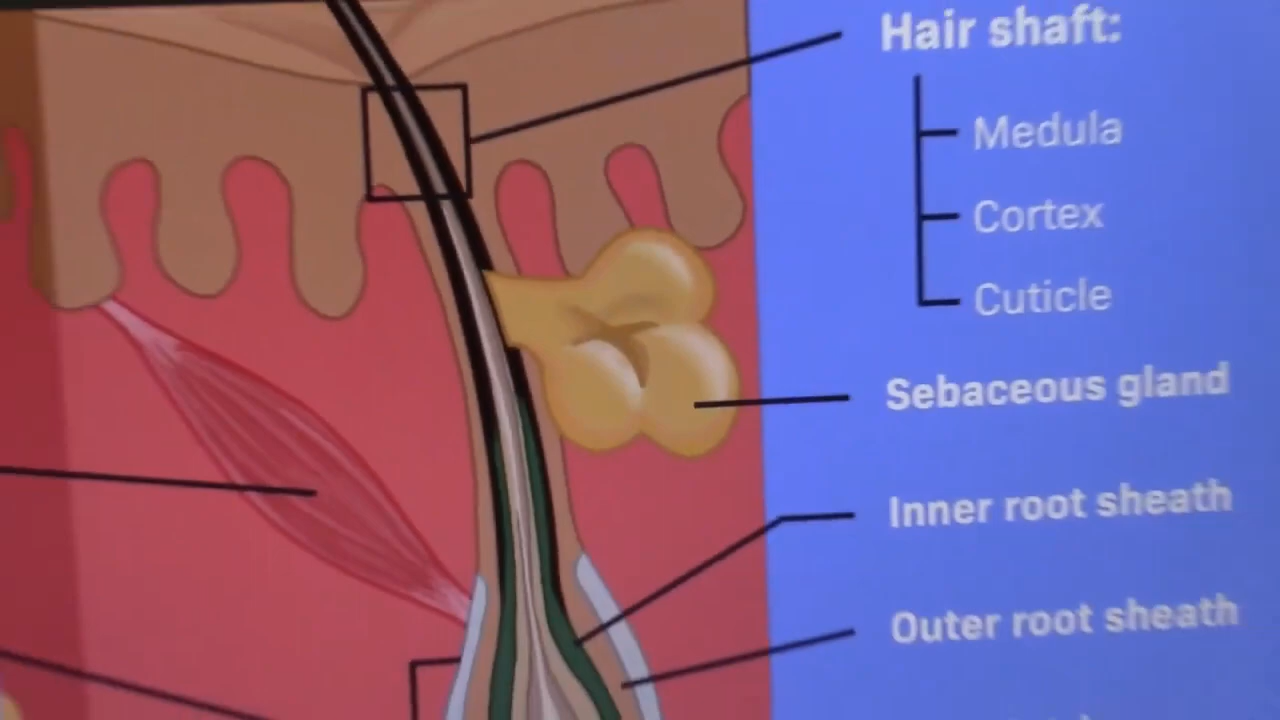 Hair shaft:
Medula
Cortex
Cuticle
Sebaceous gland
Inner root sheath
Outer root sheath